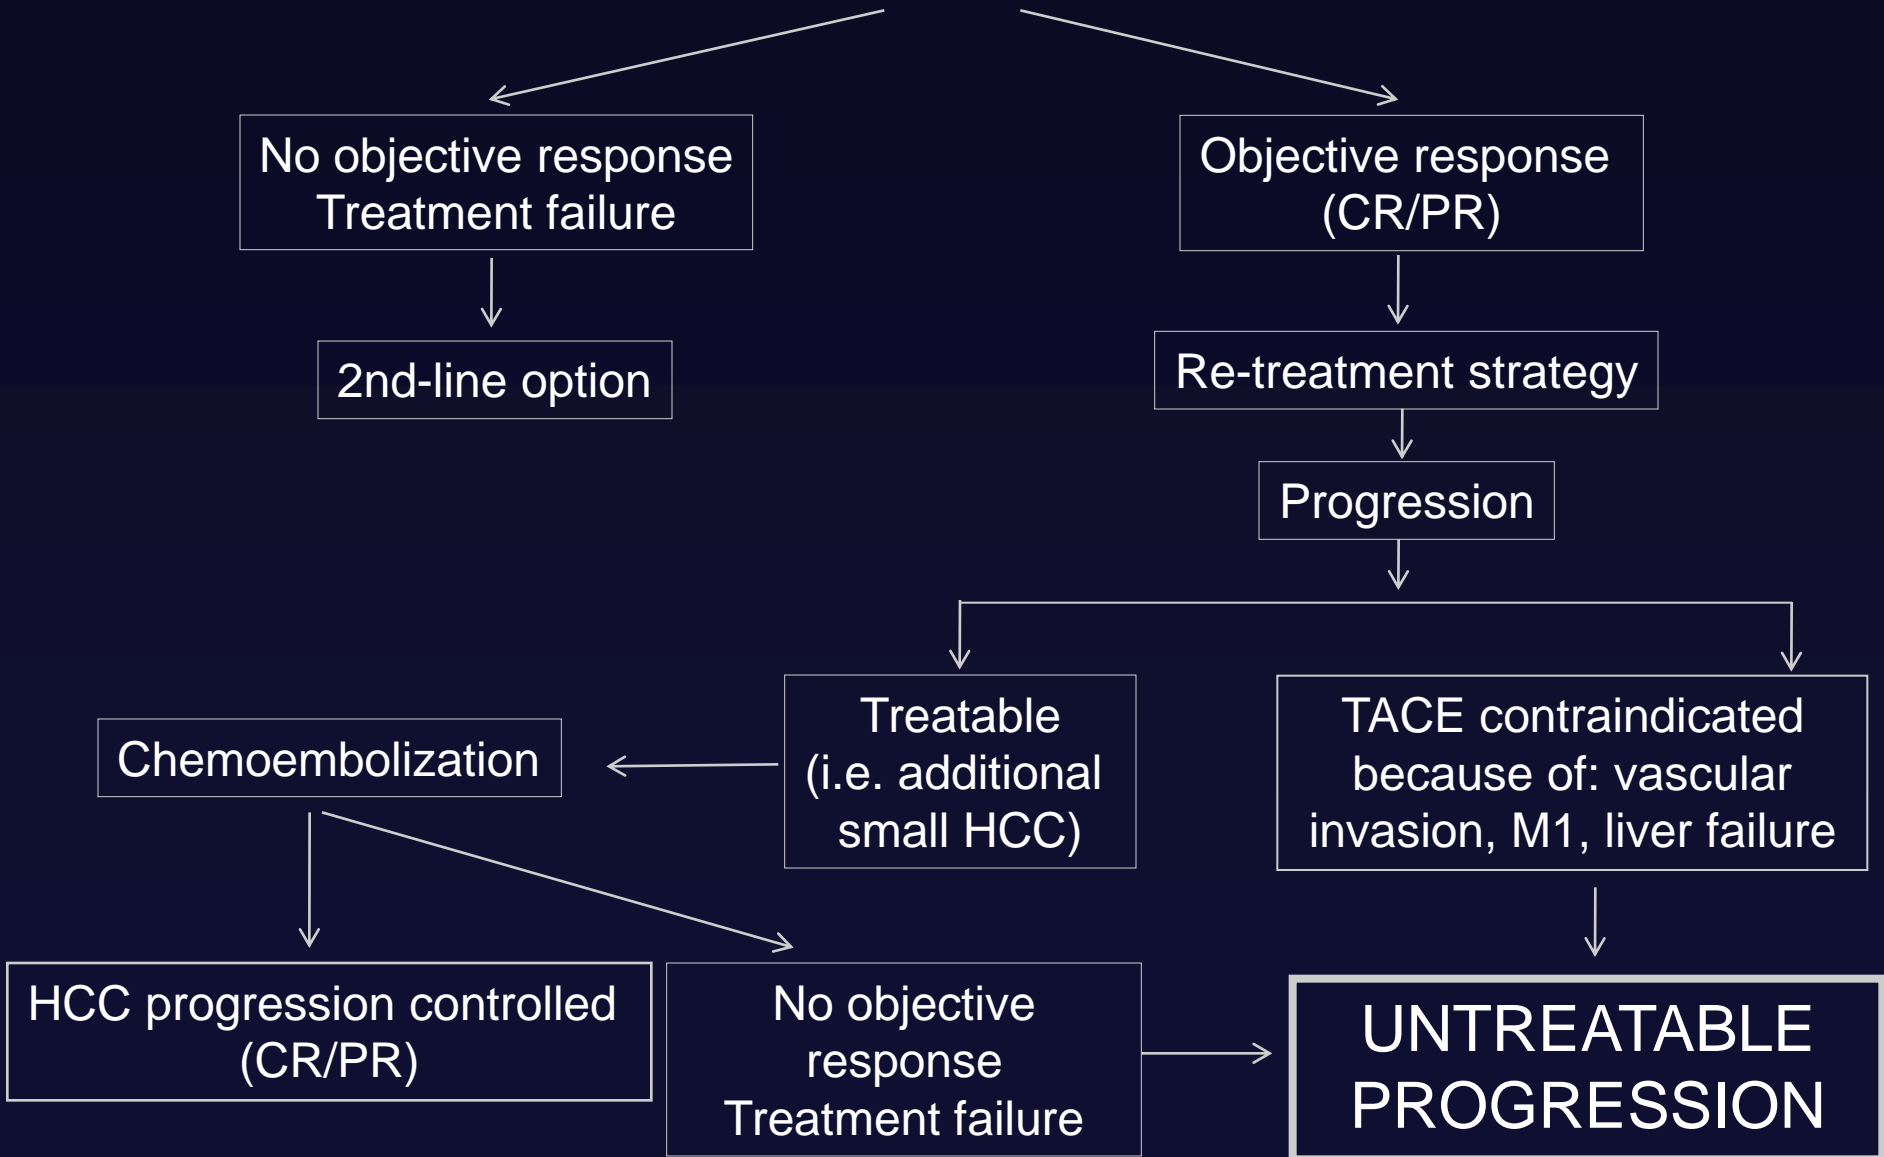 No objective response
Treatment failure
Objective response
(CR/PR)
2nd-line option
Re-treatment strategy
Progression
Chemoembolization
Treatable
(i.e. additional
small HCC)
TACE contraindicated
because of: vascular
invasion, M1, liver failure
HCC progression controlled
(CR/PR)
No objective
response
Treatment failure
UNTREATABLE
PROGRESSION